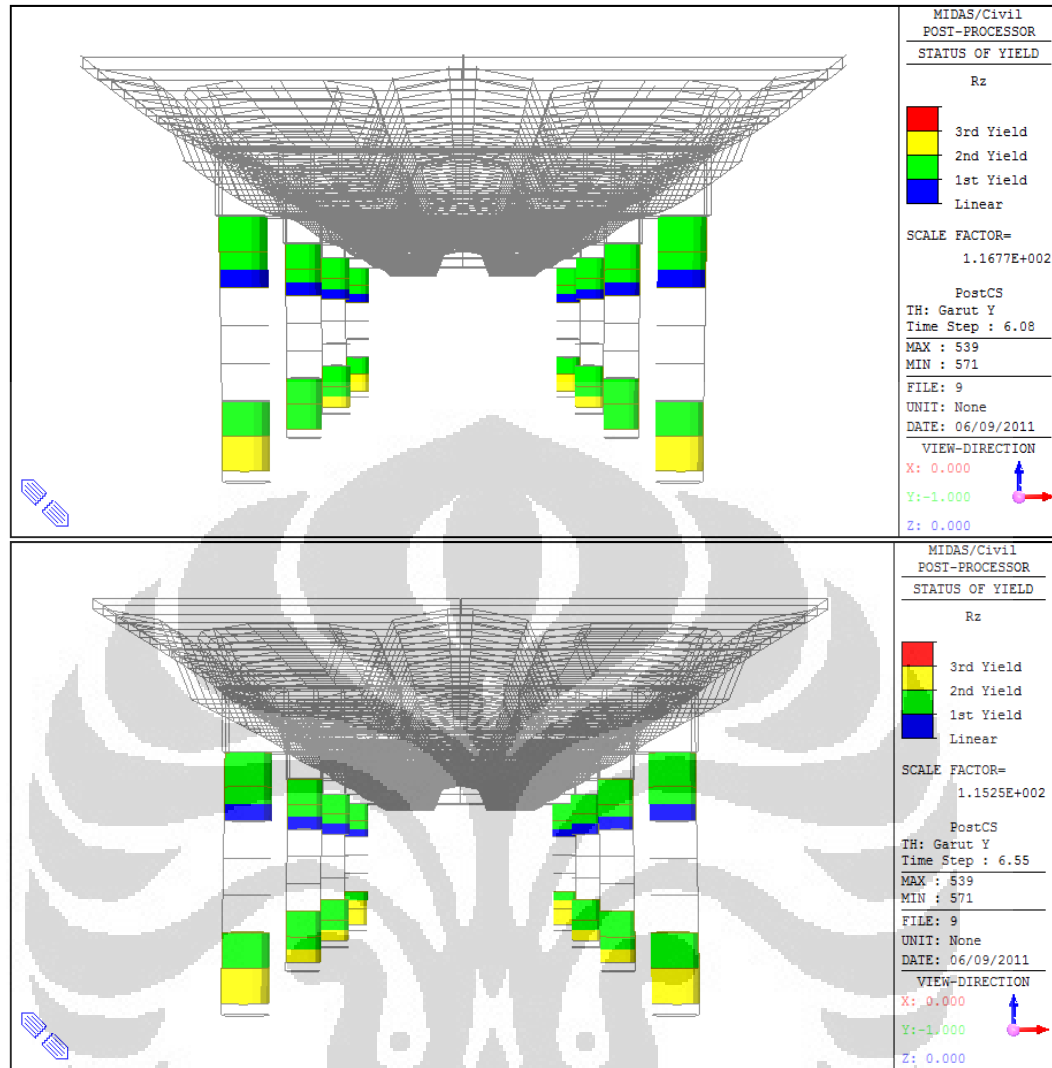 MIDAS/Civil
POST-PROCESSOR
STATUS OF YIELD
Rz
3rd Yield
2nd Yield
1st Yield
Linear
SCALE FACTOR=
1.1677E+002
PostCS
TH: Garut Y
Time Step : 6.08
MAX : 539
MIN : 571
FILE: 9
UNIT: None
DATE: 06/09/2011
VIEW-DIRECTION
X: 0.000
Y:-1.000
Z: 0.000
MIDAS/Civil
POST-PROCESSOR
STATUS OF YIELD
Rz
3rd Yield
2nd Yield
1st Yield
Linear
SCALE FACTOR=
1.1525E+002
PostCS
TH: Garut Y
Time Step : 6.55
MAX : 539
MIN : 571
FILE: 9
UNIT: None
DATE: 06/09/2011
VIEW-DIRECTION
X: 0.000
Y:-1.000
Z: 0.000